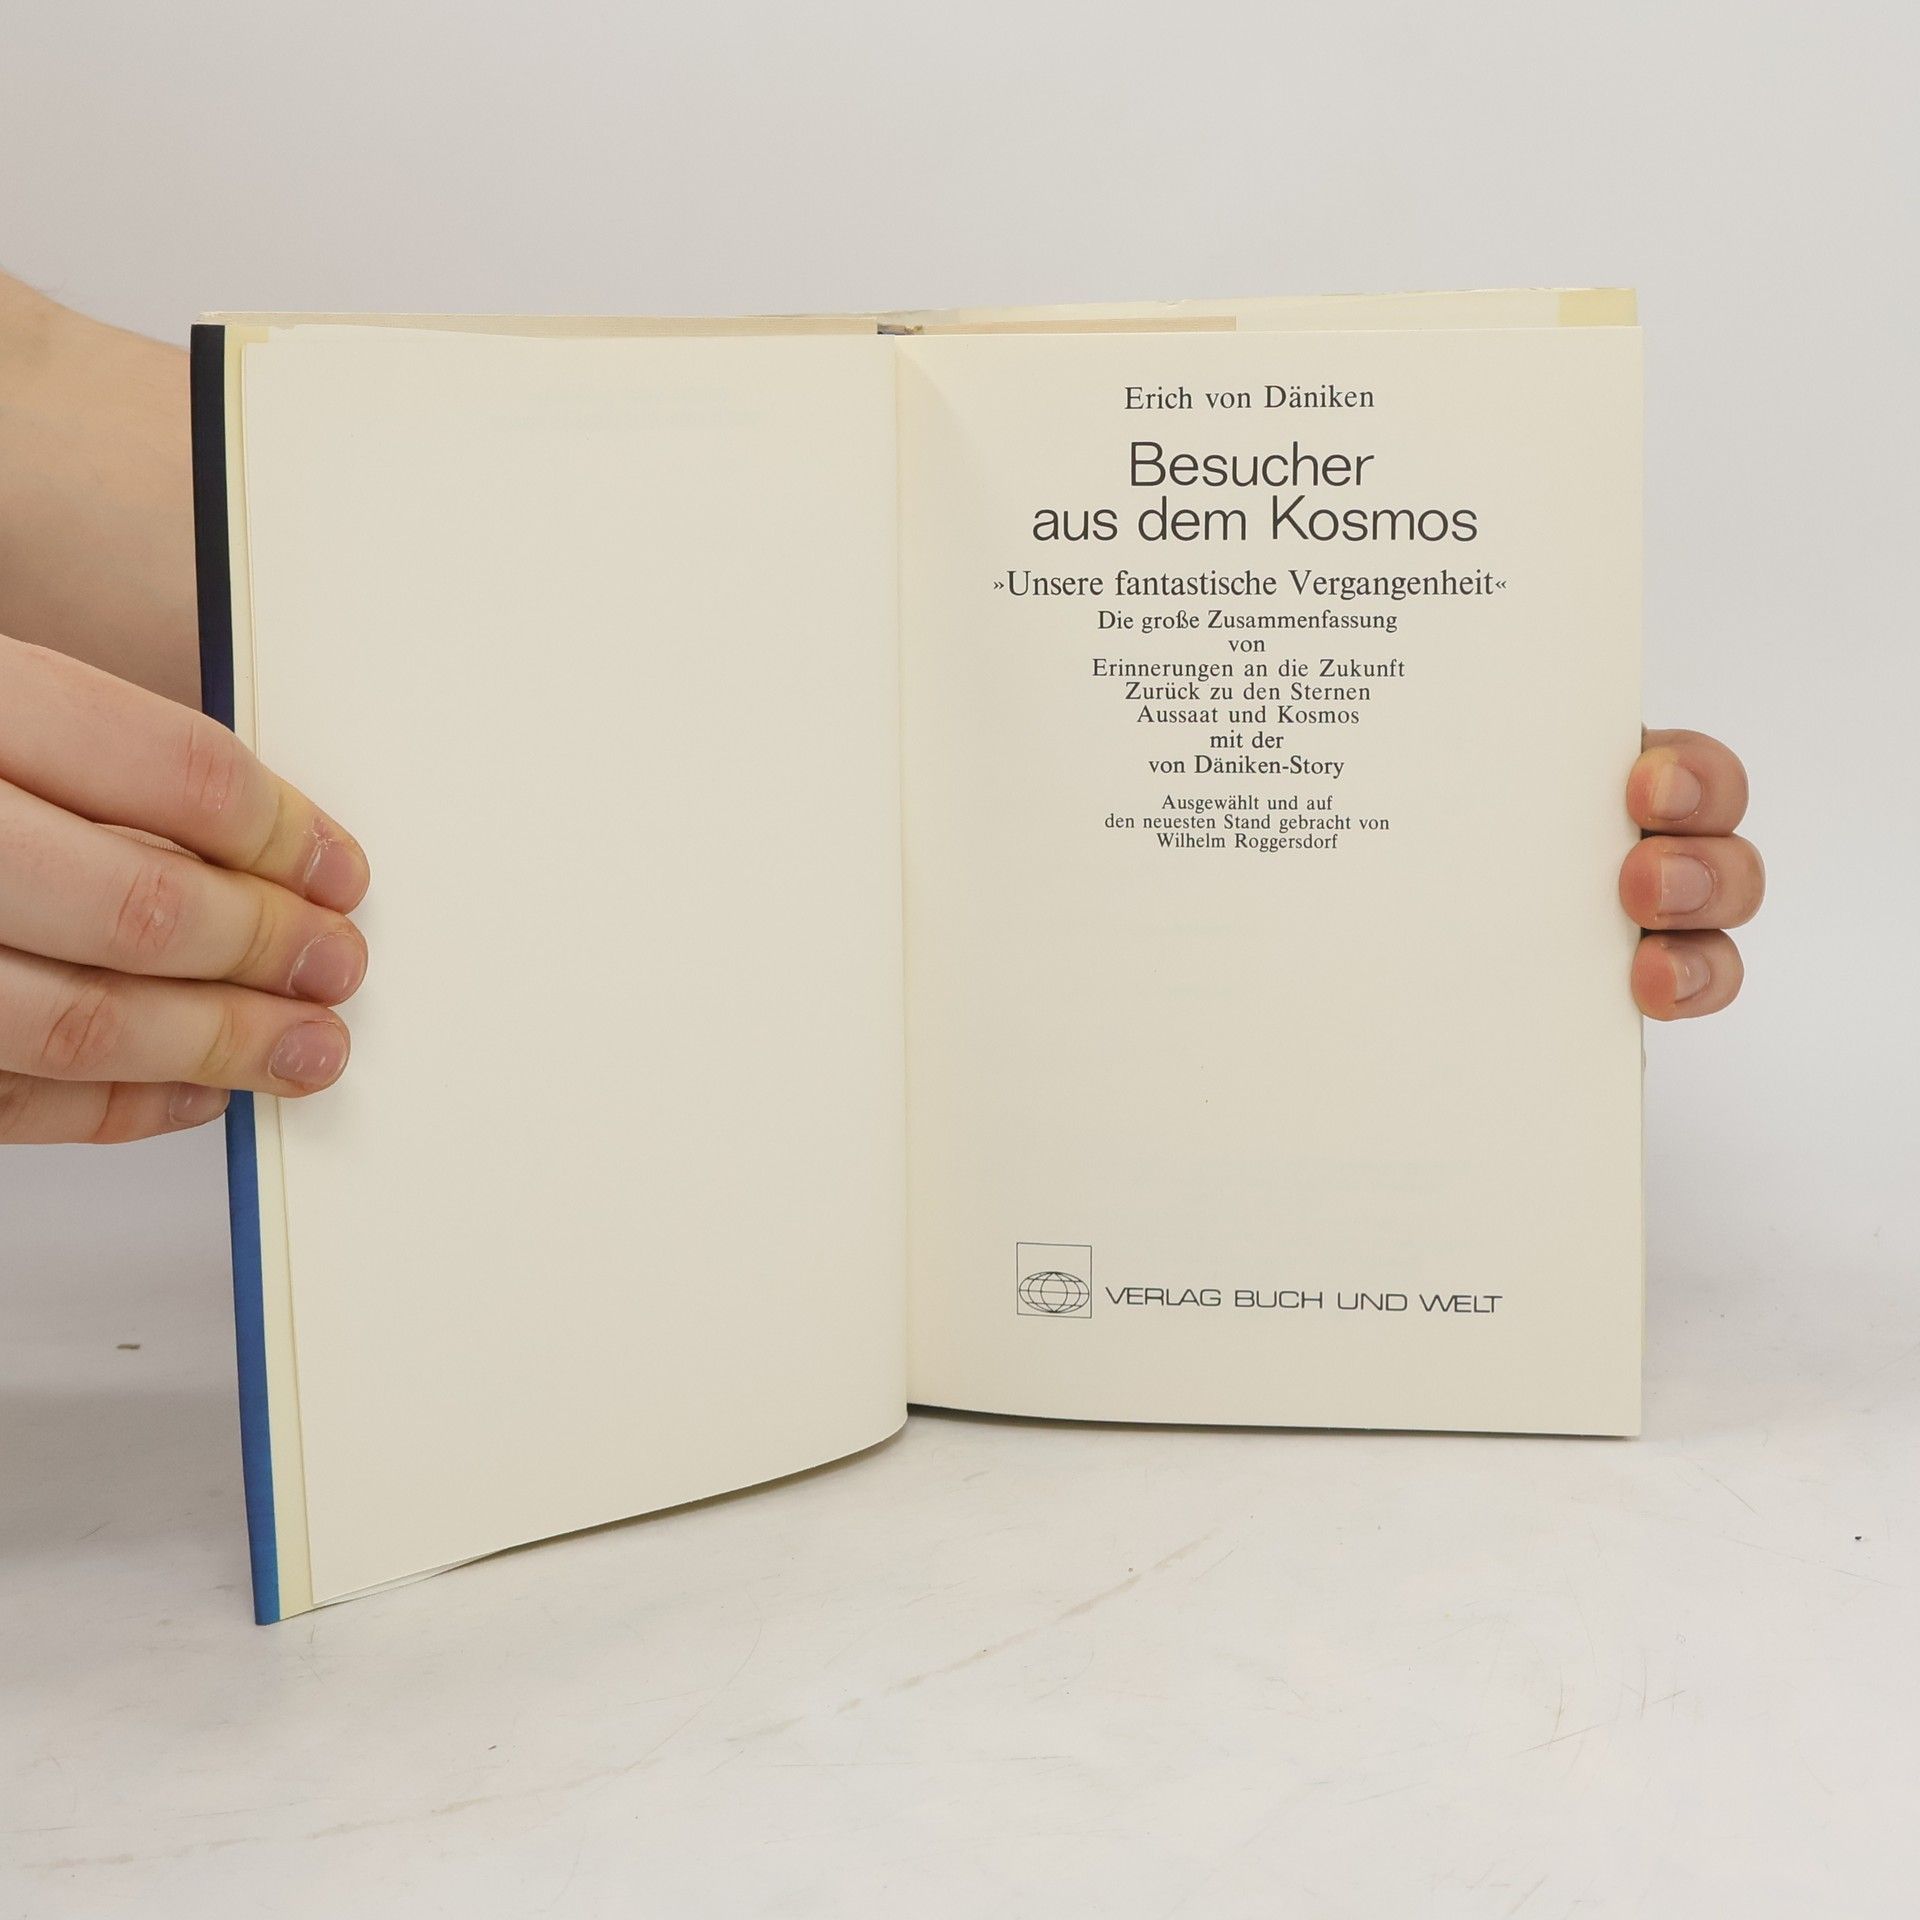 Erich von Däniken
Besucher
aus dem Kosmos
»Unsere fantastische Vergangenheit«
Die große Zusammenfassung
von
Erinnerungen an die Zukunft
Zurück zu den Sternen
Aussaat und Kosmos
mit der
von Däniken-Story
Ausgewählt und auf
den neuesten Stand gebracht von
Wilhelm Roggersdorf
VERLAG BUCH UND WELT